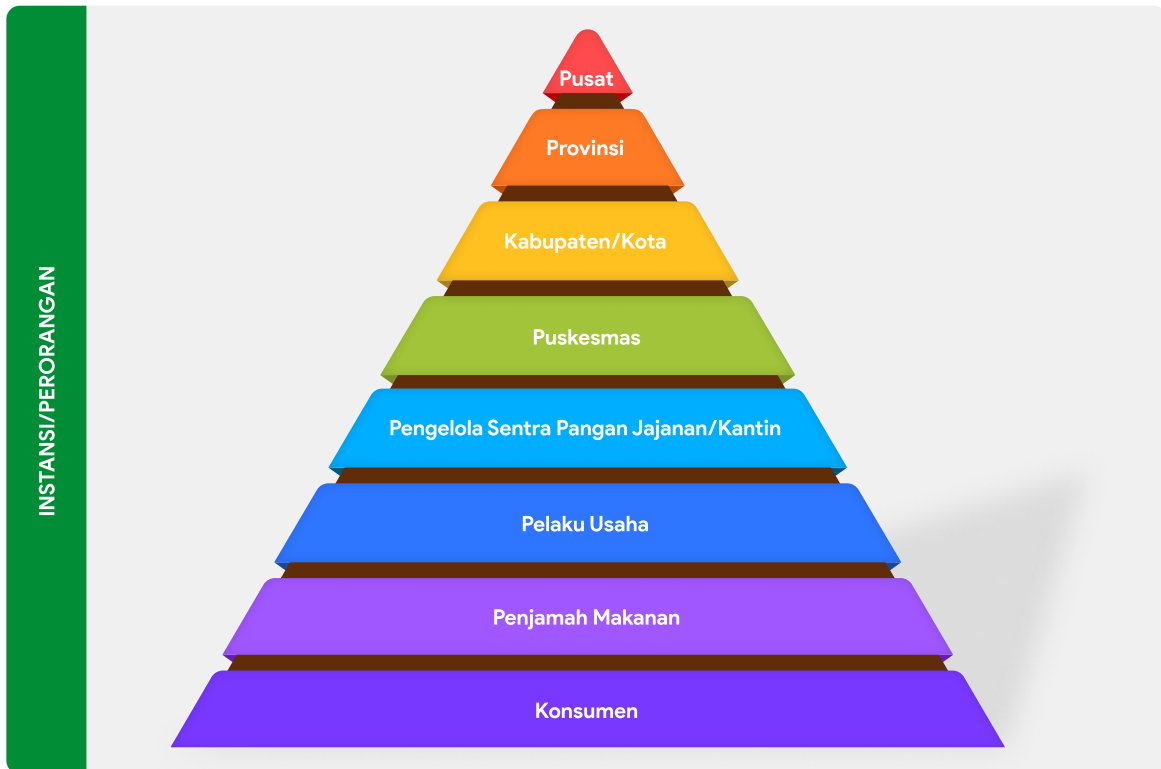 INSTANSI/PERORANGAN
Pusat
Provinsi
Kabupaten/Kota
Puskesmas
Pengelola Sentra Pangan Jajanan/Kantin
Pelaku Usaha
Penjamah Makanan
Konsumen